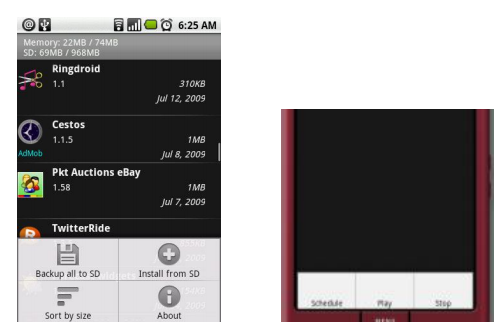 6:25 AM
Memory: 22MB / 74MB
SD: 69MB / 968MB
Ringdroid
1.1 310KB
Jul 12, 2009
Cestos
1.1.5 1MB
AdMob Jul 8, 2009
Pkt Auctions eBay
1.58 1MB
Jul 7, 2009
TwitterRide
Backup all to SD Install from SD
Sort by size About
Schedule Play Stop
MENU